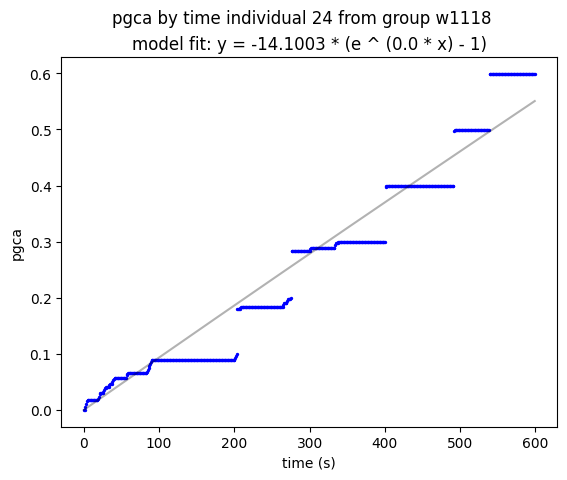 pgca by time individual 24 from group w1118
model fit: y = -14.1003 * (e ^ (0.0 * x) - 1)
0.6
0.5
0.4
0.3
0.2
0.1
0.0
pgca
0 100 200 300 400 500 600
time (s)